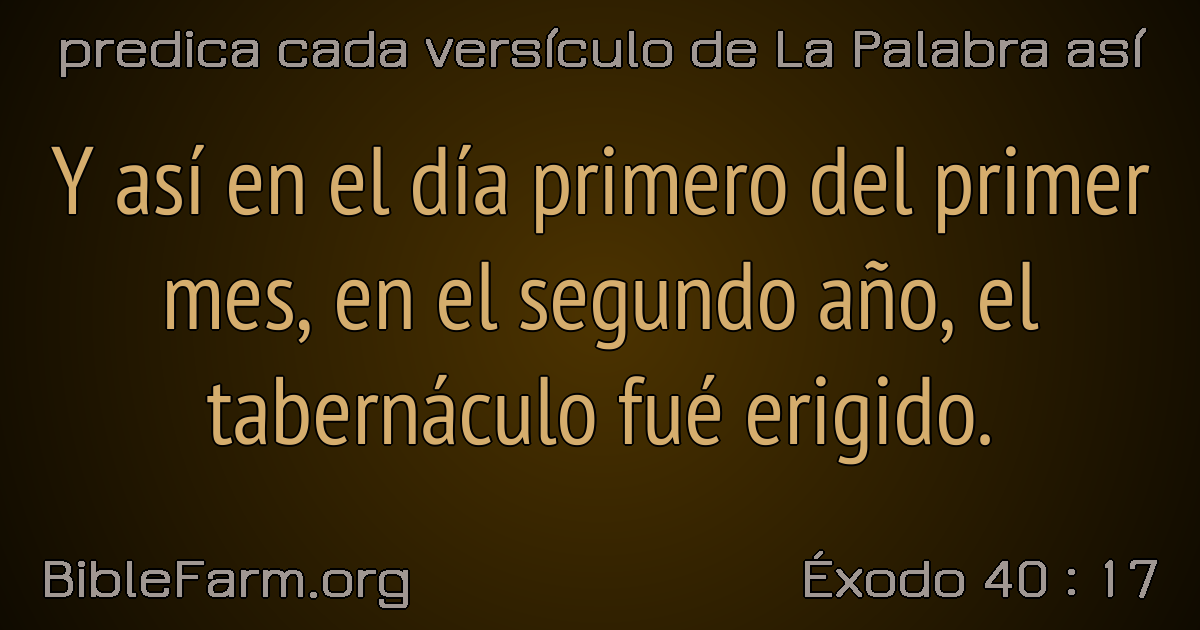 predica cada versículo de La Palabra así
Y así en el día primero del primer
mes, en el segundo año, el
tabernáculo fué erigido.
BibleFarm.org
Éxodo 40 : 17